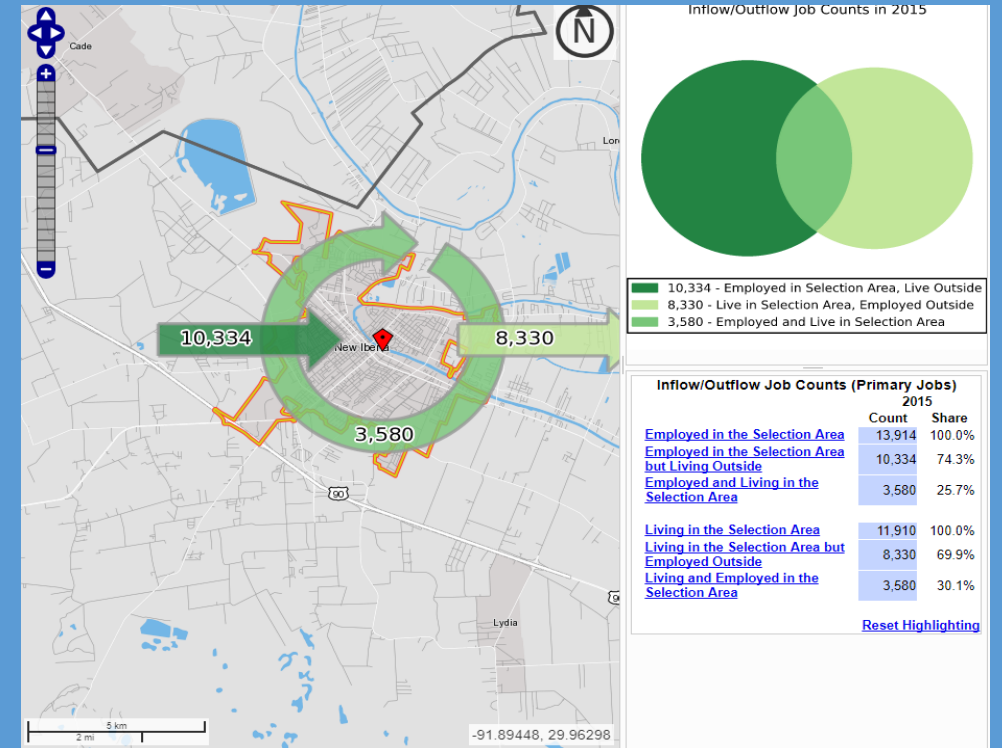 Cade
N
Lor
10,334
New Iberia
8,330
3,580
90
9
Lydia
5 km
2 mi
-91.89448, 29.96298
Inflow/Outflow Job Counts in 2015
10,334 - Employed in Selection Area, Live Outside
8,330 - Live in Selection Area, Employed Outside
3,580 - Employed and Live in Selection Area
Inflow/Outflow Job Counts (Primary Jobs)
2015
Count Share
Employed in the Selection Area 13,914 100.0%
Employed in the Selection Area
but Living Outside 10,334 74.3%
Employed and Living in the
Selection Area 3,580 25.7%
Living in the Selection Area 11,910 100.0%
Living in the Selection Area but
Employed Outside 8,330 69.9%
Living and Employed in the
Selection Area 3,580 30.1%
Reset Highlighting